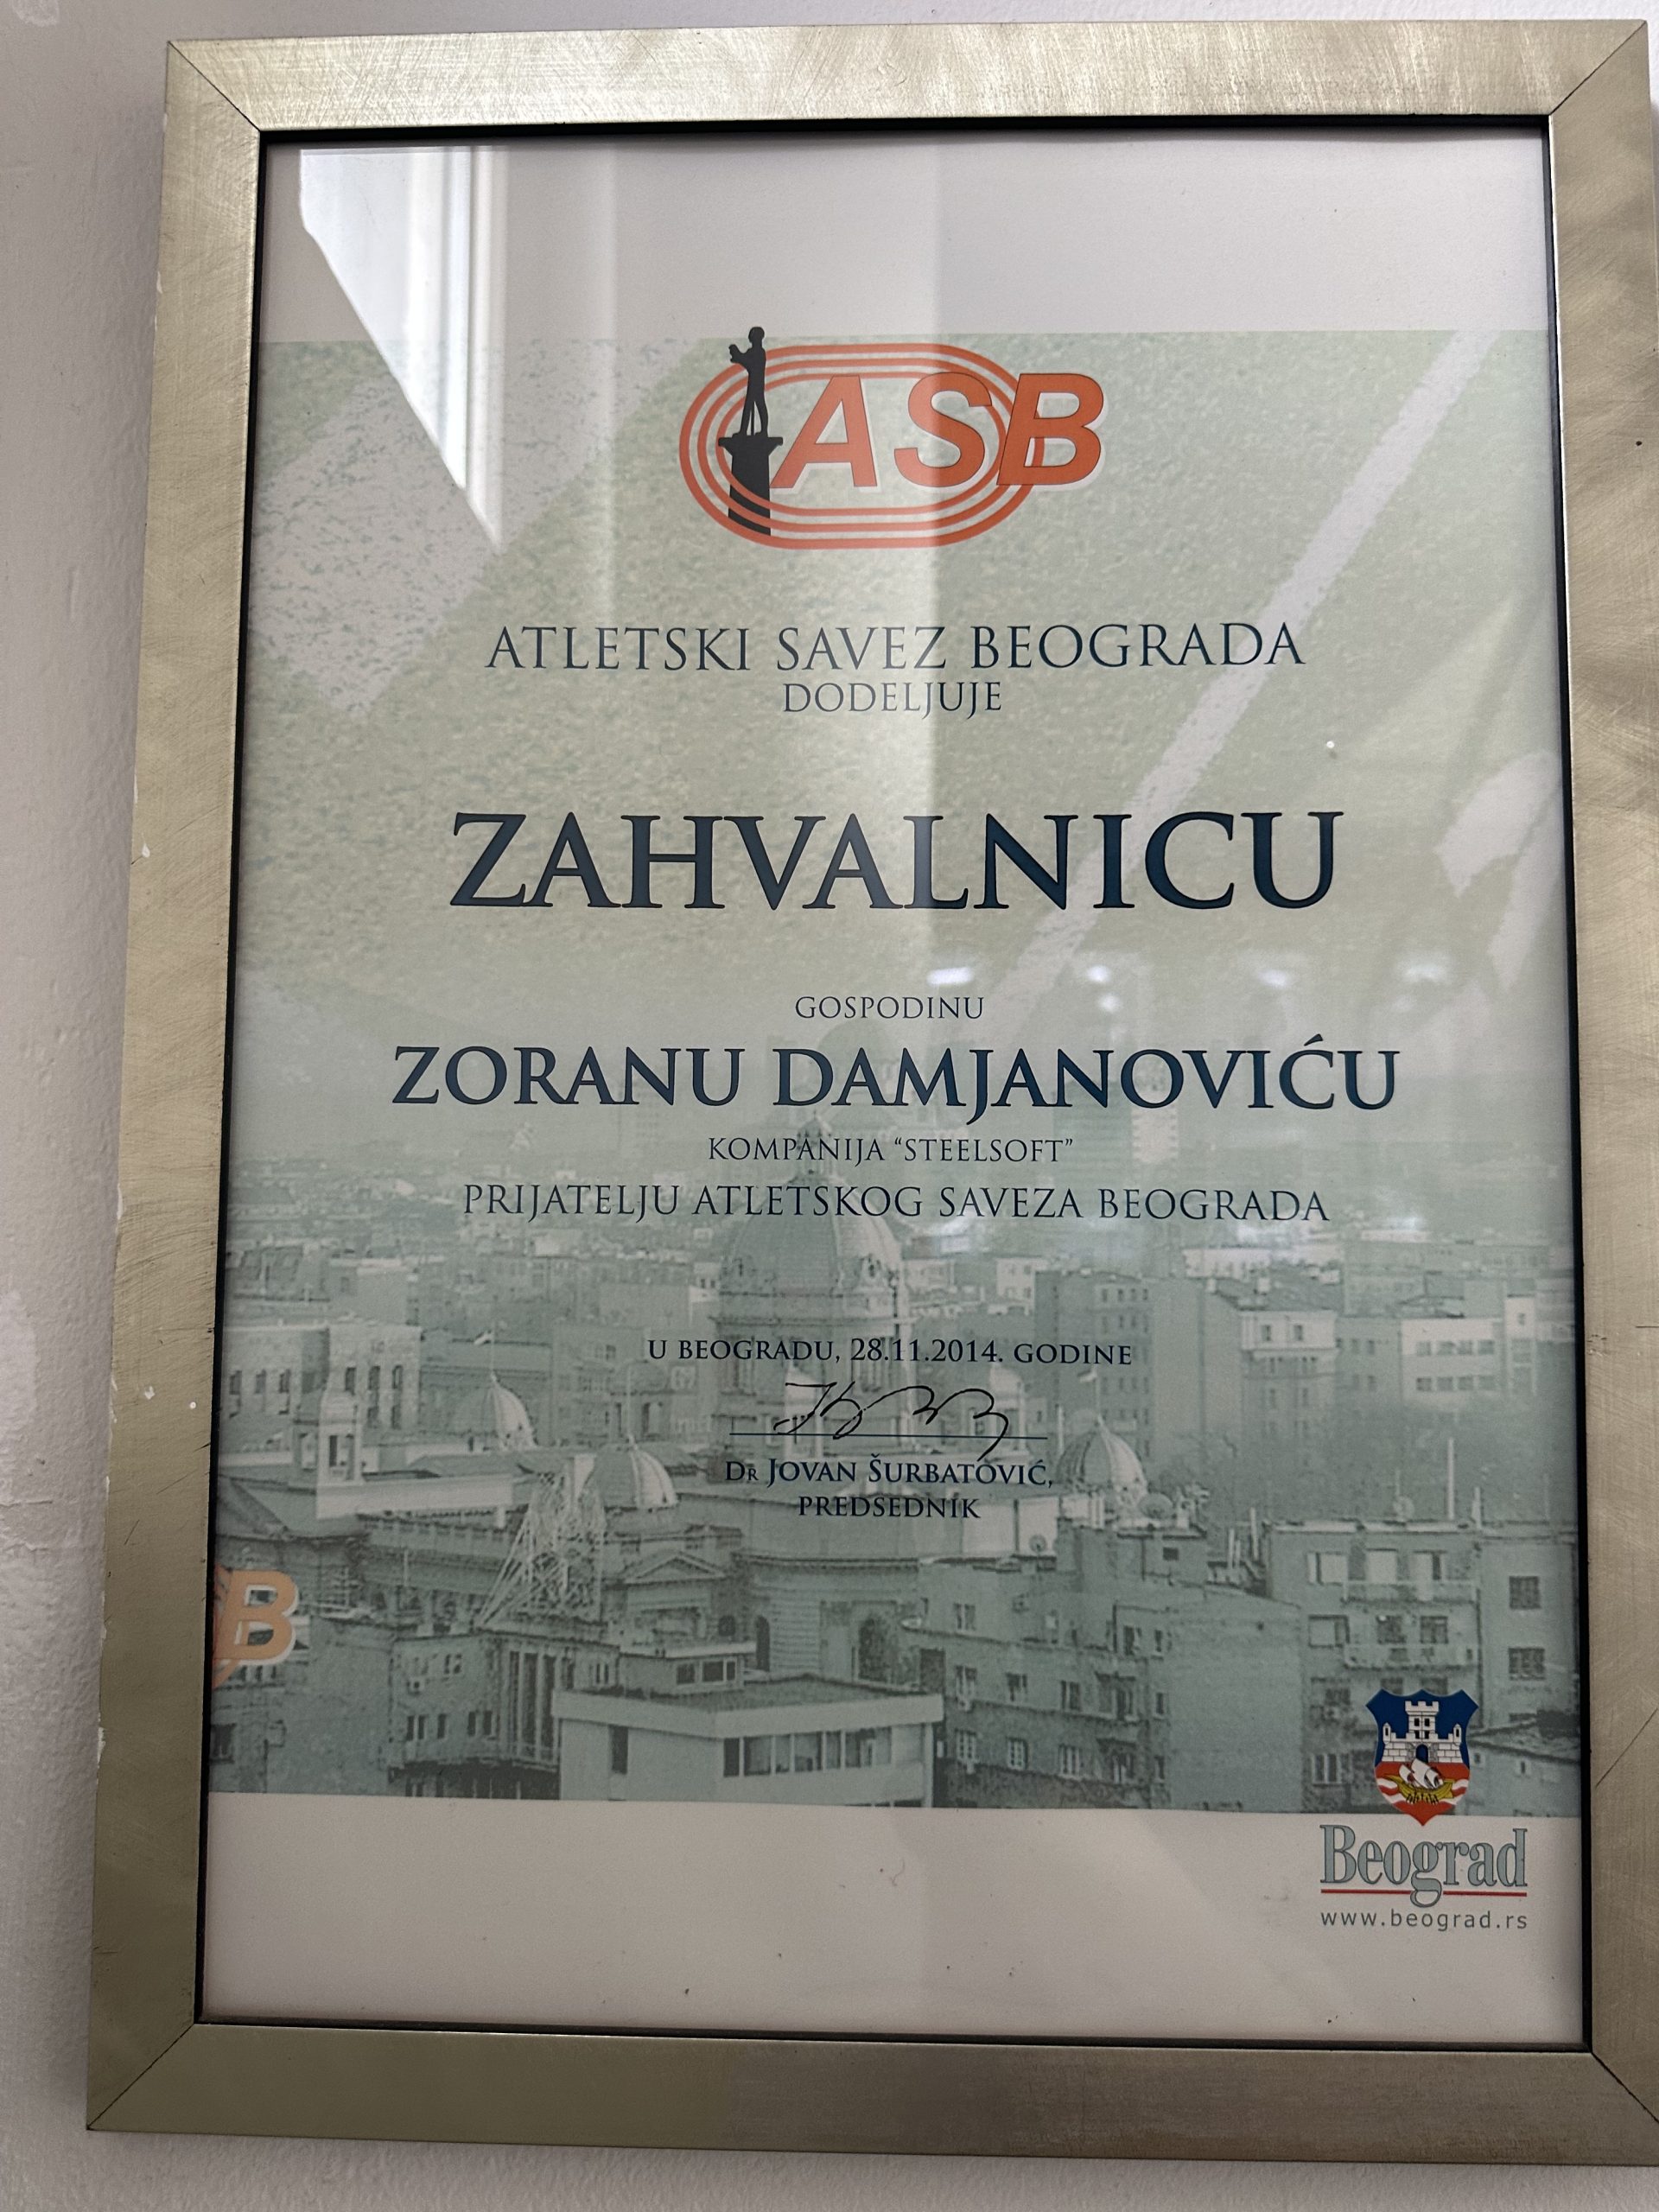 ASB
ATLETSKI SAVEZ BEOGRADA
DODELJUJE
ZAHVALNICU
GOSPODINU
ZORANU DAMJANOVIĆU
KOMPANIJA “STEELSOFT”
PRIJATELJU ATLETSKOG SAVEZA BEOGRADA
U BEOGRADU, 28.11.2014. GODINE
DR JOVAN ŠURBATOVIĆ,
PREDSEDNIK
B
Beograd
www.beograd.rs